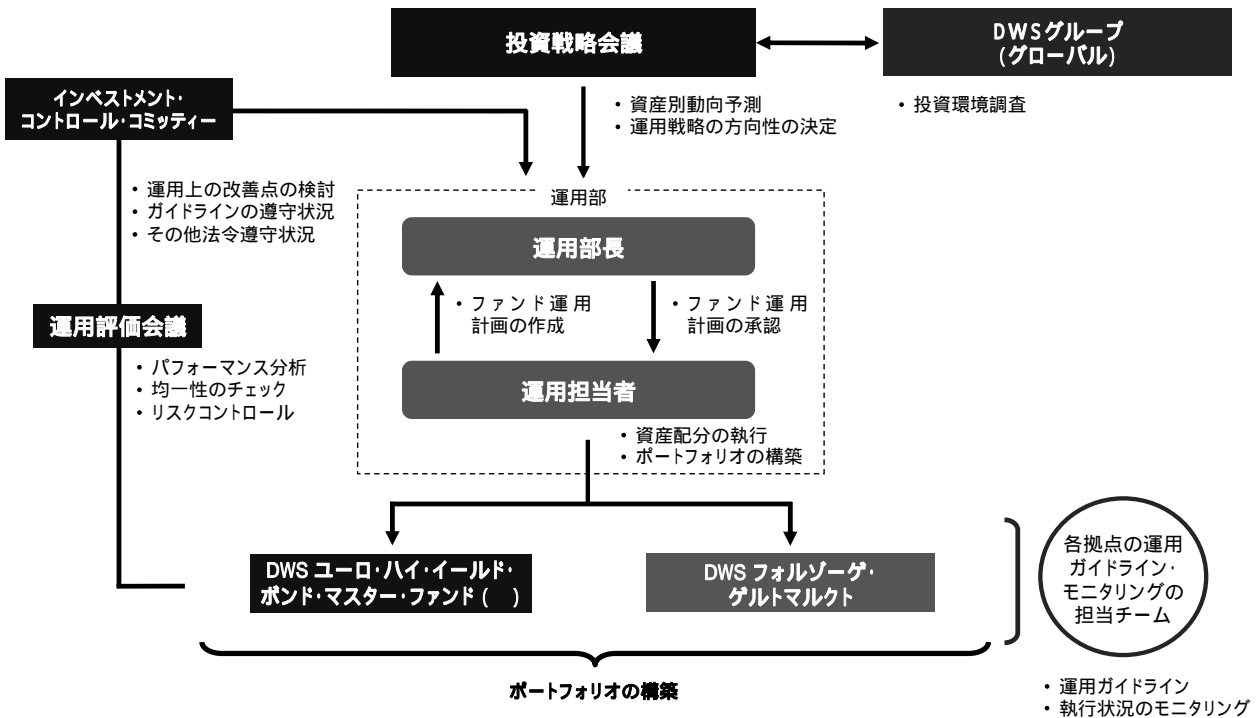 投資戦略会議
DWSグループ
(グローバル)
インベストメント・
コントロール・コミッティー
・資産別動向予測
・運用戦略の方向性の決定
・投資環境調査
・運用上の改善点の検討
・ガイドラインの遵守状況
・その他法令遵守状況
運用部
運用部長
・ファンド運用
計画の作成
・ファンド運用
計画の承認
運用評価会議
・パフォーマンス分析
・均一性のチェック
・リスクコントロール
運用担当者
・資産配分の執行
・ポートフォリオの構築
DWS ユーロ・ハイ・イールド・
ボンド・マスター・ファンド( )
DWS フォルゾーゲ・
ゲルトマルクト
各拠点の運用
ガイドライン・
モニタリングの
担当チーム
ポートフォリオの構築
・運用ガイドライン
・執行状況のモニタリング